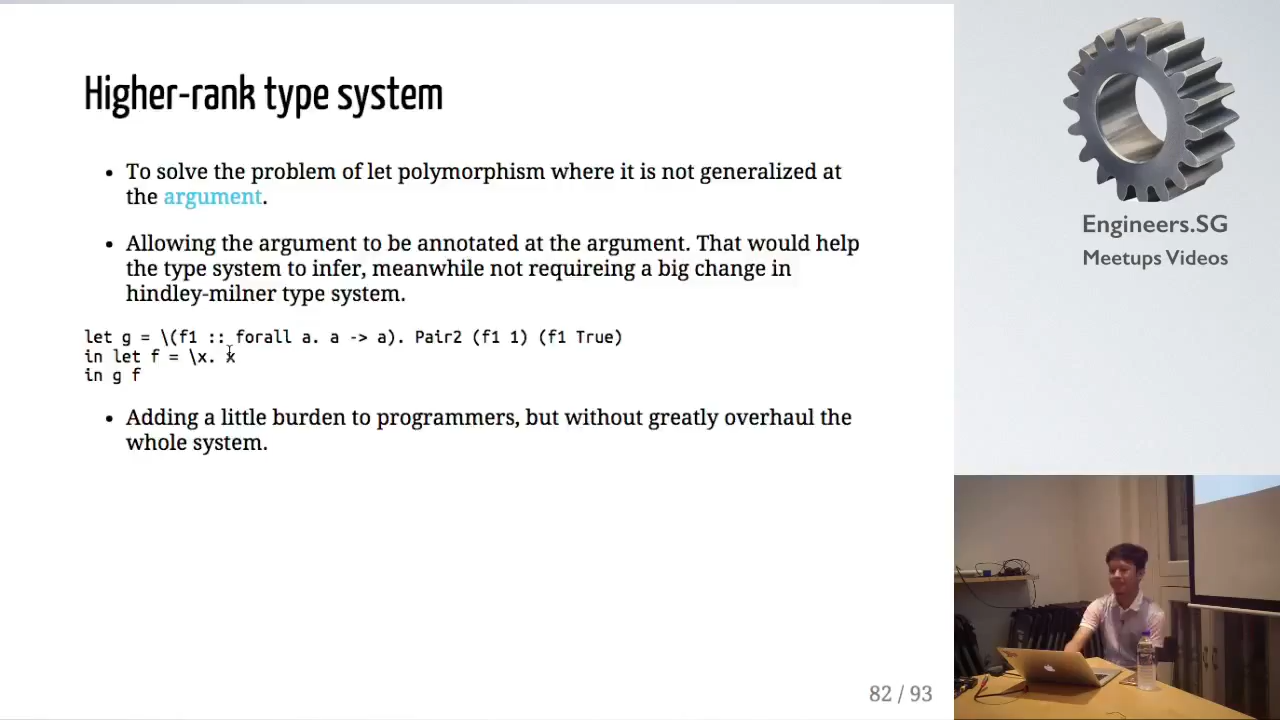 Higher-rank type system
• To solve the problem of let polymorphism where it is not generalized at
the argument.
• Allowing the argument to be annotated at the argument. That would help
the type system to infer, meanwhile not requireing a big change in
hindley-milner type system.
let g = \(f1 :: forall a. a -> a). Pair2 (f1 1) (f1 True)
in let f = \x. x
in g f
• Adding a little burden to programmers, but without greatly overhaul the
whole system.
82 / 93
Engineers.SG
Meetups Videos